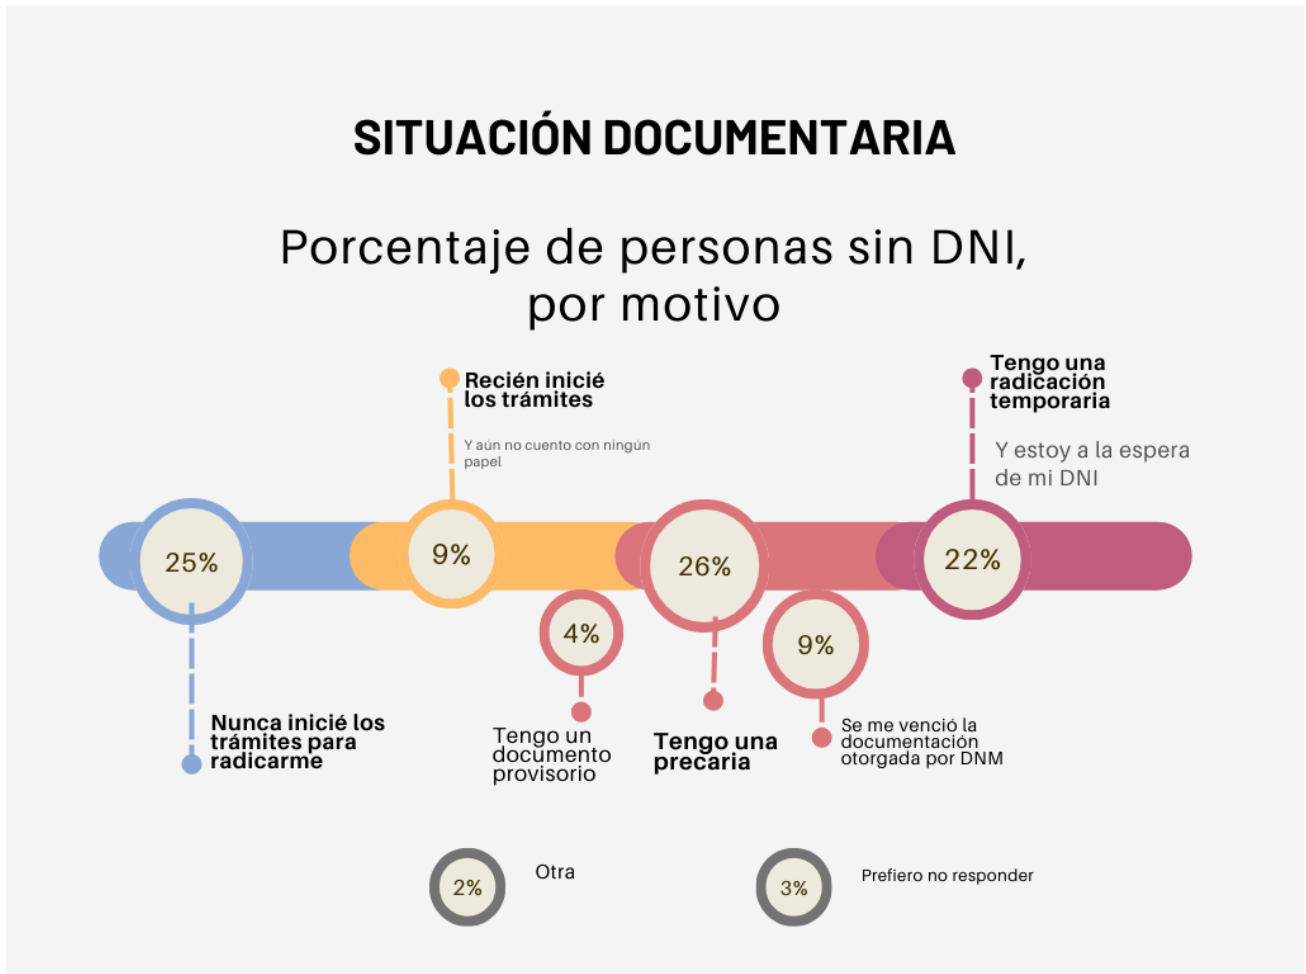 SITUACIÓN DOCUMENTARIA
Porcentaje de personas sin DNI,
por motivo
Recién inicié
los trámites
Y aún no cuento con ningún
papel
Tengo una
radicación
temporaria
Y estoy a la espera
de mi DNI
25%
9%
26%
22%
4%
9%
Nunca inicié los
trámites para
radicarme
Tengo un
documento
provisorio
Tengo una
precaria
Se me venció la
documentación
otorgada por DNM
2%
Otra
3%
Prefiero no responder